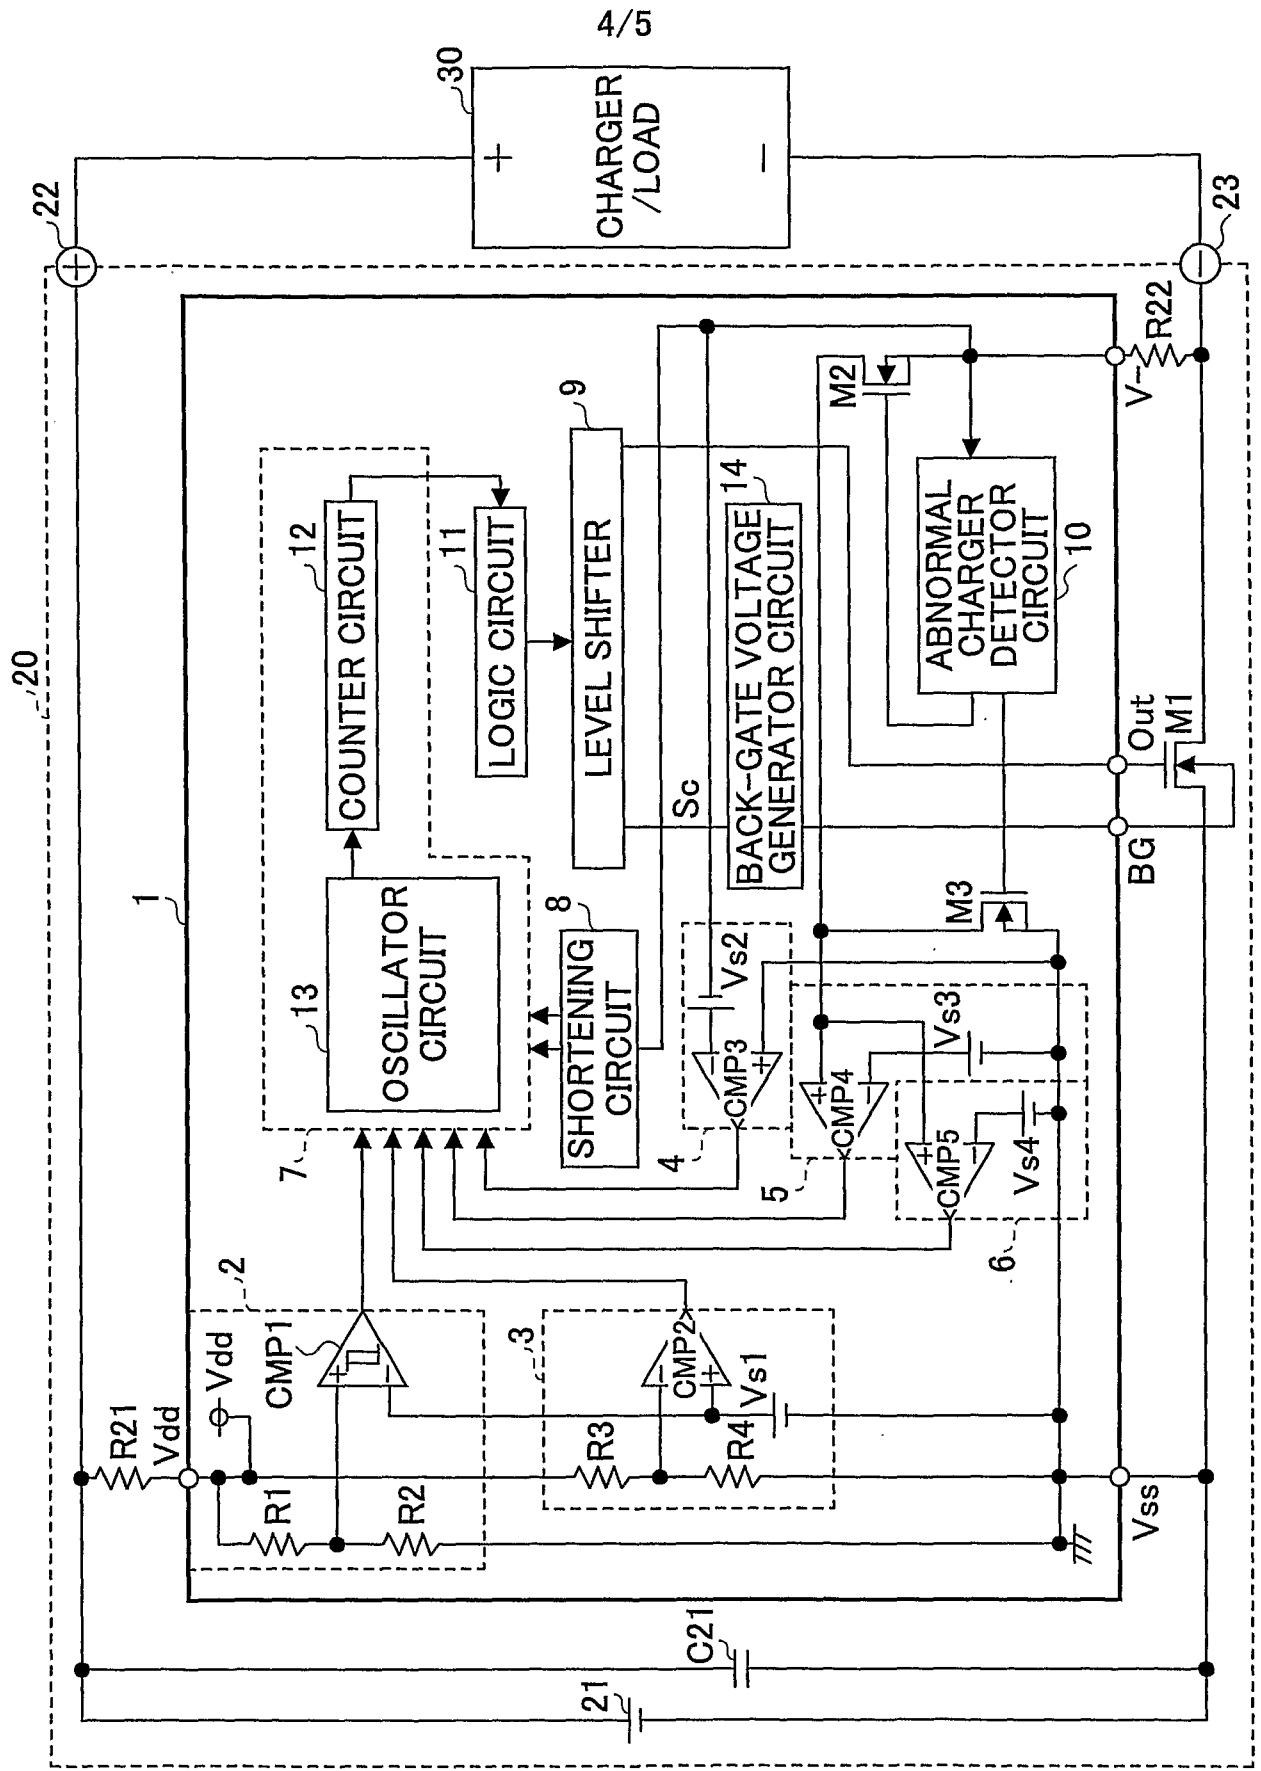 4/5
20
22
30
+
CHARGER
/LOAD
−
23
+
−
1
R21
Vdd
Vdd
2
CMP1
+
−
R1
R2
7
13
OSCILLATOR
CIRCUIT
12
COUNTER CIRCUIT
11
LOGIC CIRCUIT
9
LEVEL SHIFTER
8
SHORTENING
CIRCUIT
Sc
14
BACK-GATE VOLTAGE
GENERATOR CIRCUIT
M2
ABNORMAL
CHARGER
DETECTOR
CIRCUIT
10
V−
R22
3
CMP2
−
+
Vs1
R3
R4
4
CMP3
−
+
Vs2
5
CMP4
+
−
Vs3
6
CMP5
+
−
Vs4
M3
BG
Out
M1
Vss
C21
21